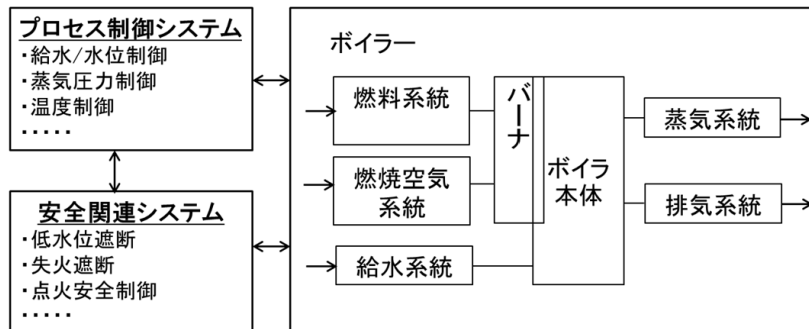 プロセス制御システム
・給水/水位制御
・蒸気圧力制御
・温度制御
・・・・・
安全関連システム
・低水位遮断
・失火遮断
・点火安全制御
・・・・・
ボイラー
燃料系統
燃焼空気
系統
給水系統
バーナ
ボイラ
本体
蒸気系統
排気系統